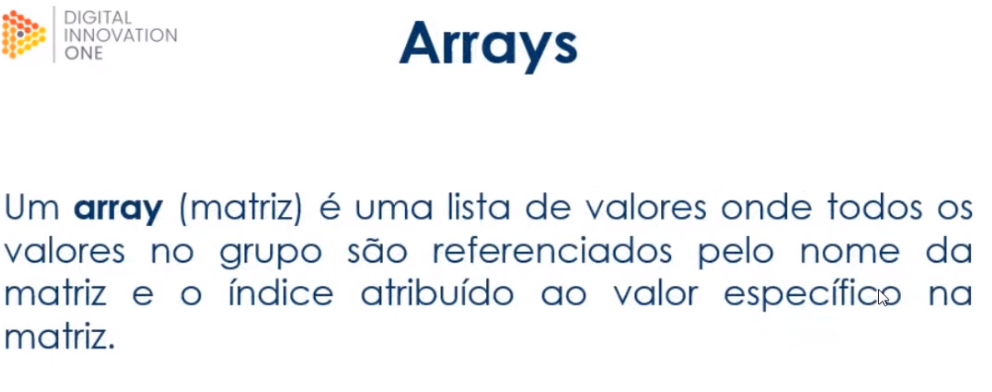 DIGITAL
INNOVATION
ONE
Arrays
Um array (matriz) é uma lista de valores onde todos os
valores no grupo são referenciados pelo nome da
matriz e o índice atribuído ao valor específico na
matriz.